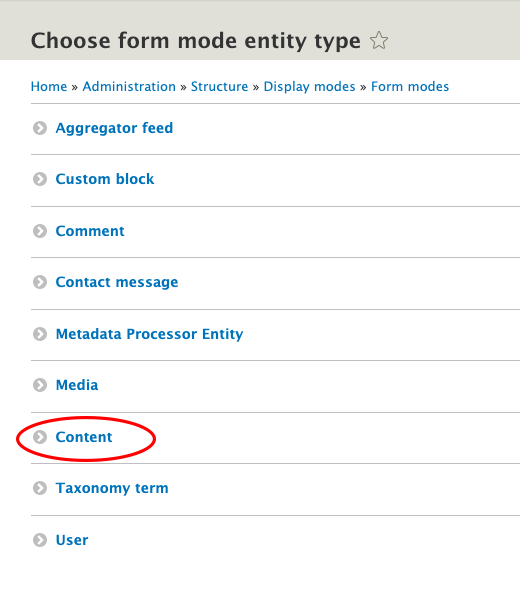 Choose form mode entity type
Home » Administration » Structure » Display modes » Form modes
Aggregator feed
Custom block
Comment
Contact message
Metadata Processor Entity
Media
Content
Taxonomy term
User